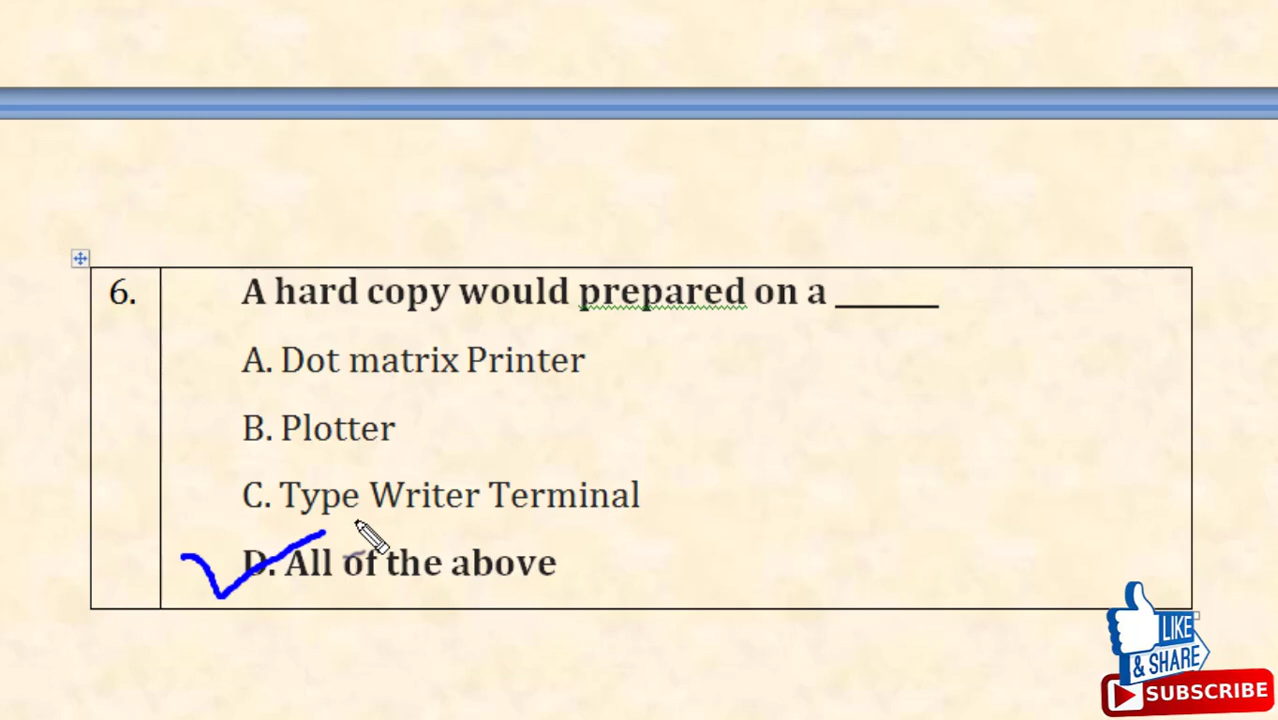 6.
A hard copy would prepared on a ______
A. Dot matrix Printer
B. Plotter
C. Type Writer Terminal
D. All of the above
LIKE
& SHARE
SUBSCRIBE